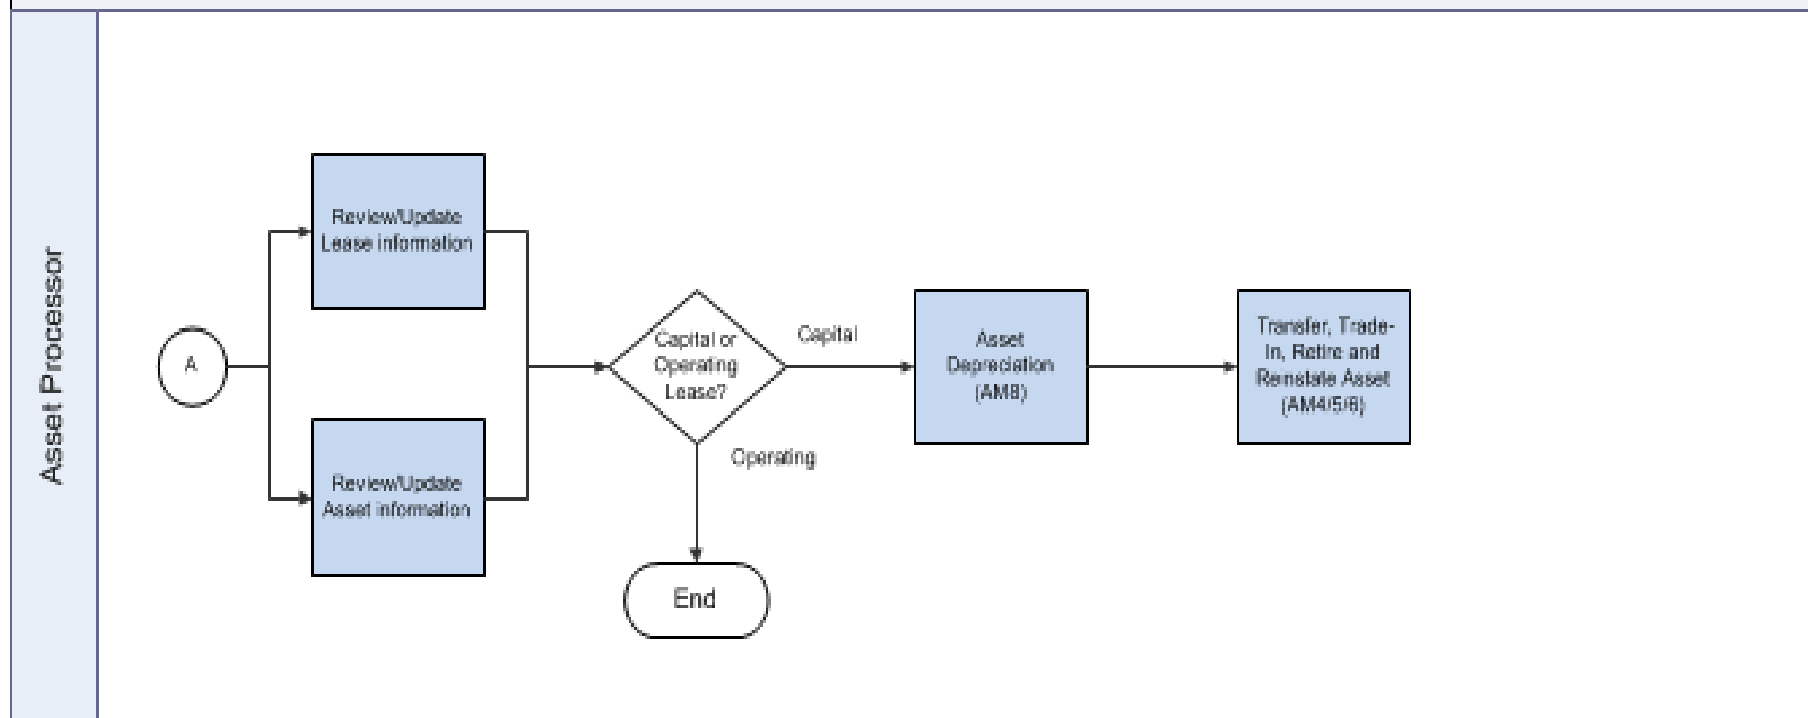 Asset Processor
A
Review/Update
Lease information
Review/Update
Asset information
Capital or
Operating
Lease?
Capital
Operating
End
Asset
Depreciation
(AM8)
Transfer, Trade-
In, Retire and
Reinstate Asset
(AM4/5/6)